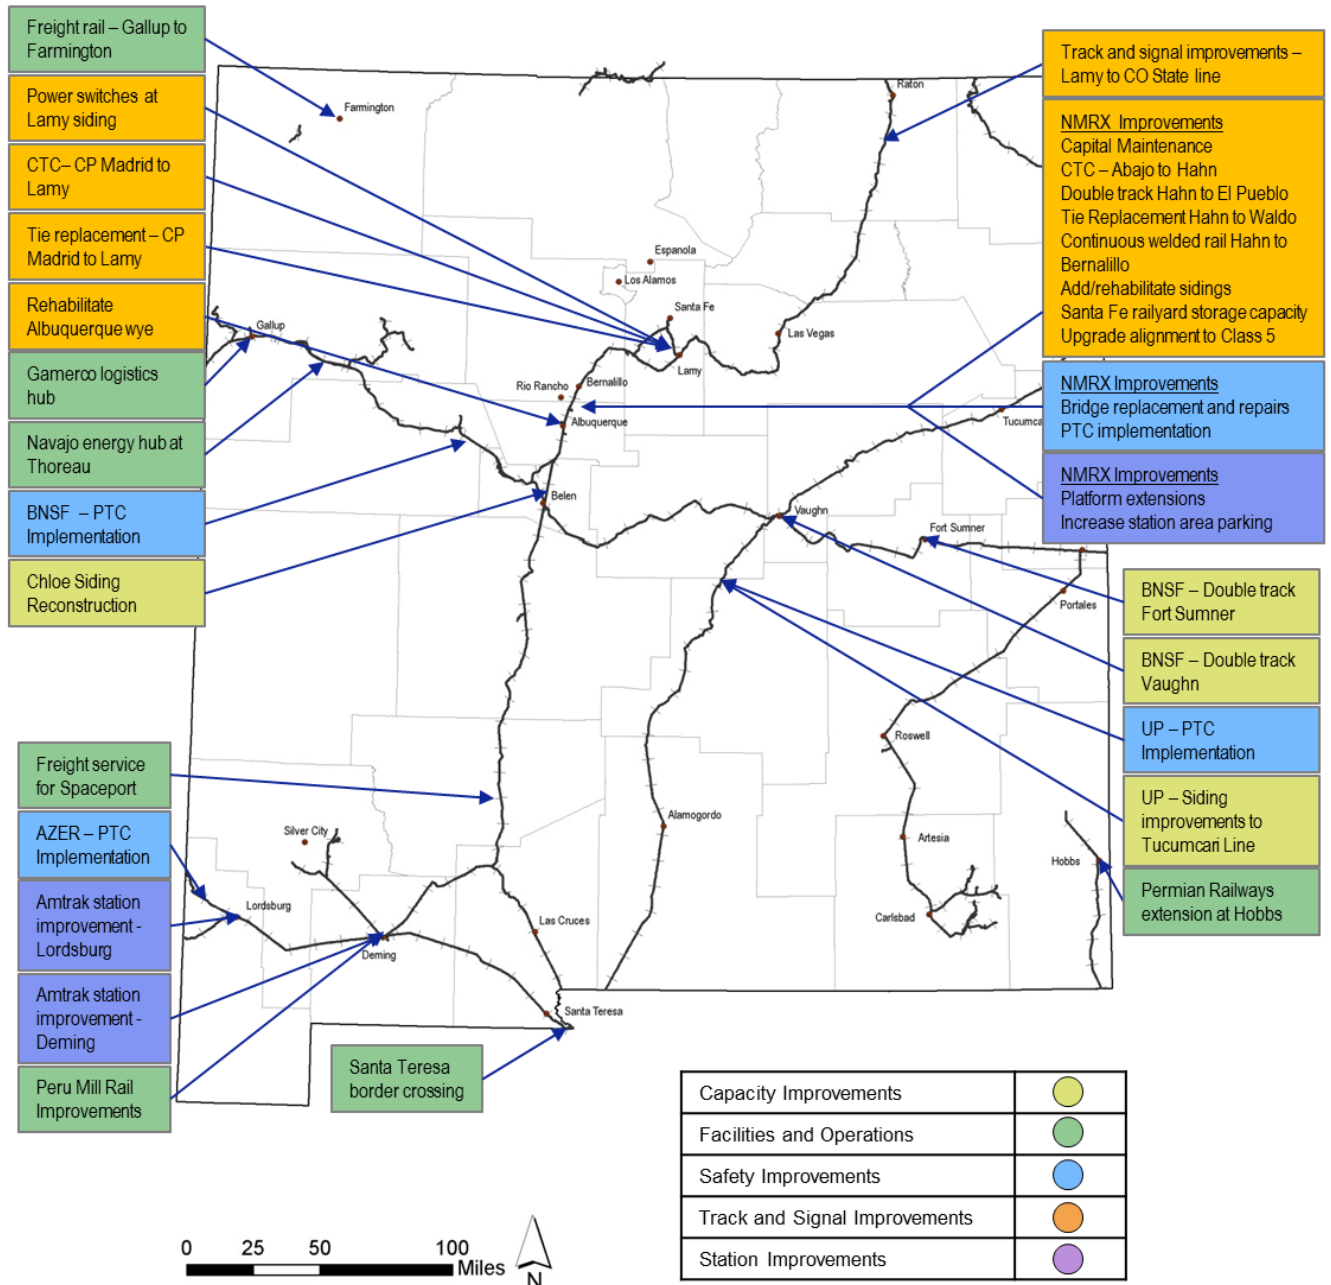 Freight rail – Gallup to
Farmington
Power switches at
Lamy siding
CTC– CP Madrid to
Lamy
Tie replacement – CP
Madrid to Lamy
Rehabilitate
Albuquerque wye
Gamerco logistics
hub
Navajo energy hub at
Thoreau
BNSF – PTC
Implementation
Chloe Siding
Reconstruction
Freight service
for Spaceport
AZER – PTC
Implementation
Amtrak station
improvement -
Lordsburg
Amtrak station
improvement -
Deming
Peru Mill Rail
Improvements
Santa Teresa
border crossing
Farmington
Raton
Espanola
Los Alamos
Santa Fe
Gallup
Las Vegas
Lamy
Rio Rancho
Bernalillo
Albuquerque
Tucumca
Belen
Vaughn
Fort Sumner
Portales
Roswell
Alamogordo
Artesia
Silver City
Hobbs
Lordsburg
Carlsbad
Las Cruces
Deming
Santa Teresa
Track and signal improvements –
Lamy to CO State line
NMRX Improvements
Capital Maintenance
CTC – Abajo to Hahn
Double track Hahn to El Pueblo
Tie Replacement Hahn to Waldo
Continuous welded rail Hahn to
Bernalillo
Add/rehabilitate sidings
Santa Fe railyard storage capacity
Upgrade alignment to Class 5
NMRX Improvements
Bridge replacement and repairs
PTC implementation
NMRX Improvements
Platform extensions
Increase station area parking
BNSF – Double track
Fort Sumner
BNSF – Double track
Vaughn
UP – PTC
Implementation
UP – Siding
improvements to
Tucumcari Line
Permian Railways
extension at Hobbs
Capacity Improvements
Facilities and Operations
Safety Improvements
Track and Signal Improvements
Station Improvements
0 25 50 100
Miles
N